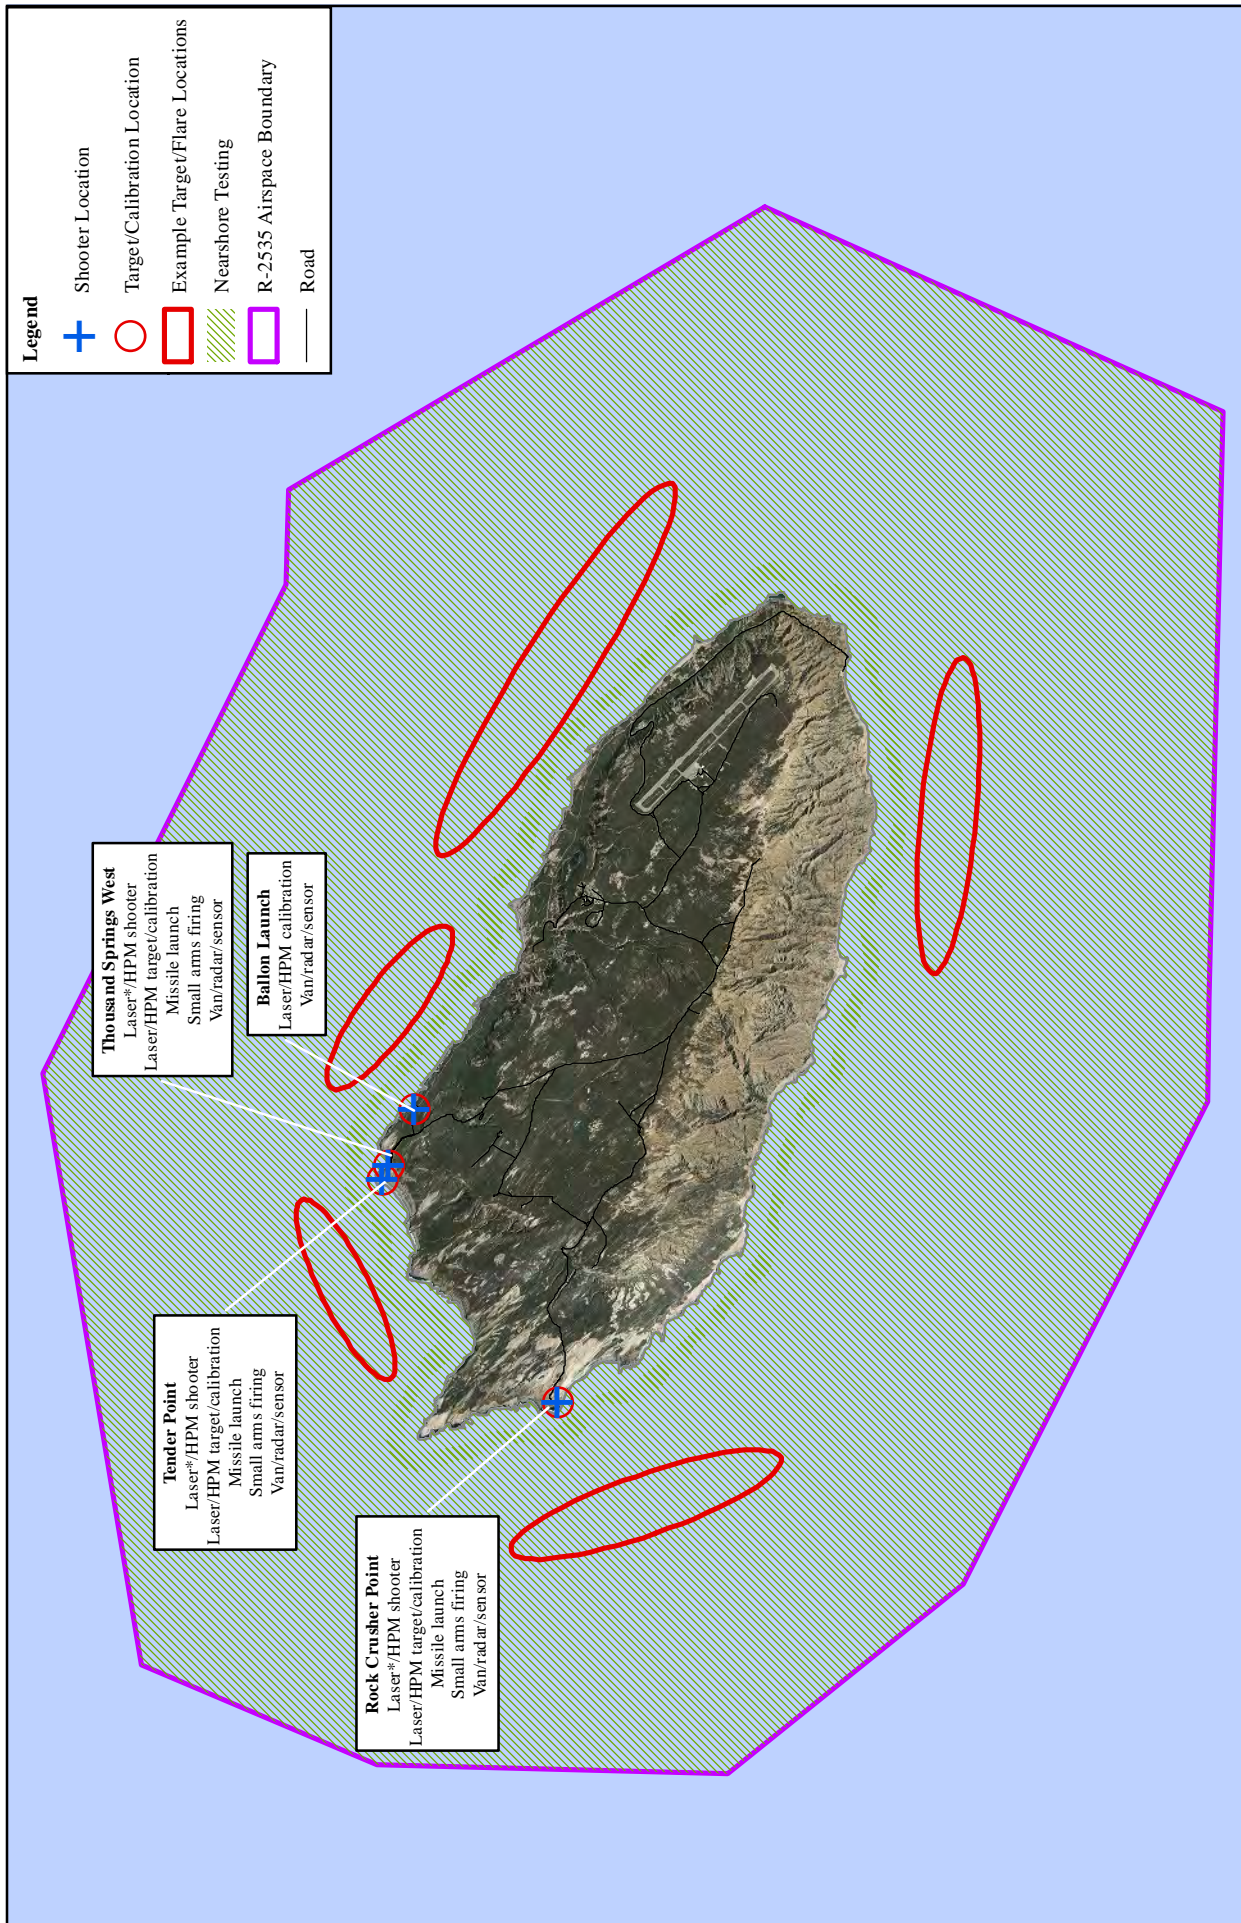 Legend
Shooter Location
Target/Calibration Location
Example Target/Flare Locations
Nearshore Testing
R-2535 Airspace Boundary
Road
Thousand Springs West
Laser*/HPM shooter
Laser/HPM target/calibration
Missile launch
Small arms firing
Van/radar/sensor
Ballon Launch
Laser/HPM calibration
Van/radar/sensor
Tender Point
Laser*/HPM shooter
Laser/HPM target/calibration
Missile launch
Small arms firing
Van/radar/sensor
Rock Crusher Point
Laser*/HPM shooter
Laser/HPM target/calibration
Missile launch
Small arms firing
Van/radar/sensor